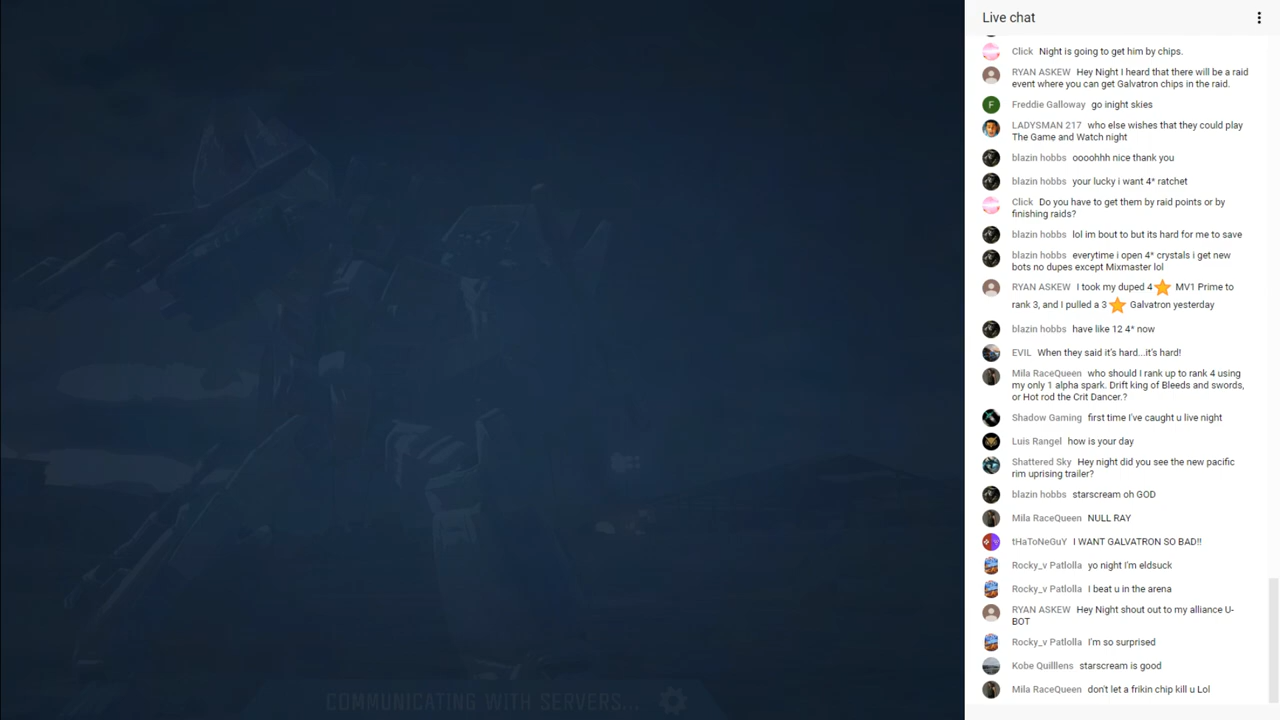 Live chat
Click Night is going to get him by chips.
RYAN ASKEW Hey Night I heard that there will be a raid
event where you can get Galvatron chips in the raid.
F Freddie Galloway go inight skies
LADYSMAN 217 who else wishes that they could play
The Game and Watch night
blazin hobbs oooohhh nice thank you
blazin hobbs your lucky i want 4* ratchet
Click Do you have to get them by raid points or by
finishing raids?
blazin hobbs lol im bout to but its hard for me to save
blazin hobbs everytime i open 4* crystals i get new
bots no dupes except Mixmaster lol
RYAN ASKEW I took my duped 4⭐ MV1 Prime to
rank 3, and I pulled a 3⭐ Galvatron yesterday
blazin hobbs have like 12 4* now
EVIL When they said it's hard...it's hard!
Mila RaceQueen who should I rank up to rank 4 using
my only 1 alpha spark. Drift king of Bleeds and swords,
or Hot rod the Crit Dancer.?
Shadow Gaming first time I've caught u live night
Luis Rangel how is your day
Shattered Sky Hey night did you see the new pacific
rim uprising trailer?
blazin hobbs starscream oh GOD
Mila RaceQueen NULL RAY
tHaToNeGuY I WANT GALVATRON SO BAD!!
Rocky_v Patlolla yo night I'm eldsuck
Rocky_v Patlolla I beat u in the arena
RYAN ASKEW Hey Night shout out to my alliance U-
BOT
Rocky_v Patlolla I'm so surprised
Kobe Quilllens starscream is good
Mila RaceQueen don't let a frikin chip kill u Lol
COMMUNICATING WITH SERVERS...